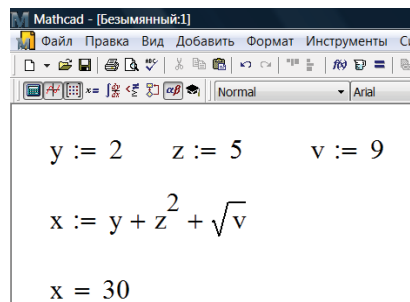 Mathcad - [Безымянный:1]
Файл Правка Вид Добавить Формат Инструменты
Normal Arial
y := 2 z := 5 v := 9
x := y + z² + √v
x = 30